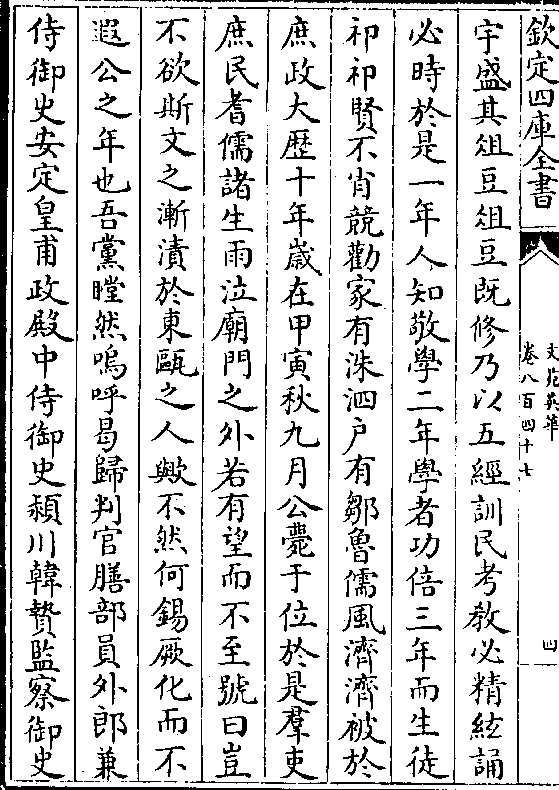 欽定四庫全書
文苑英華
卷八百四十七
四
宇盛其俎豆俎豆既修乃以五經訓民考教必精絃誦
必時於是一年人知敬學二年學者功倍三年而生徒
祁祁賢不肖競勸家有洙泗户有鄒魯儒風濟濟被於
庶政大歴十年嵗在甲寅秋九月公薨于位於是羣吏
庶民耆儒諸生雨泣廟門之外若有望而不至號曰豈
不欲斯文之漸漬於東甌之人歟不然何錫厥化而不
遐公之年也吾黨瞠然嗚呼曷歸判官膳部員外郎兼
侍御史安定皇甫政殿中侍御史潁川韓贄監察御史